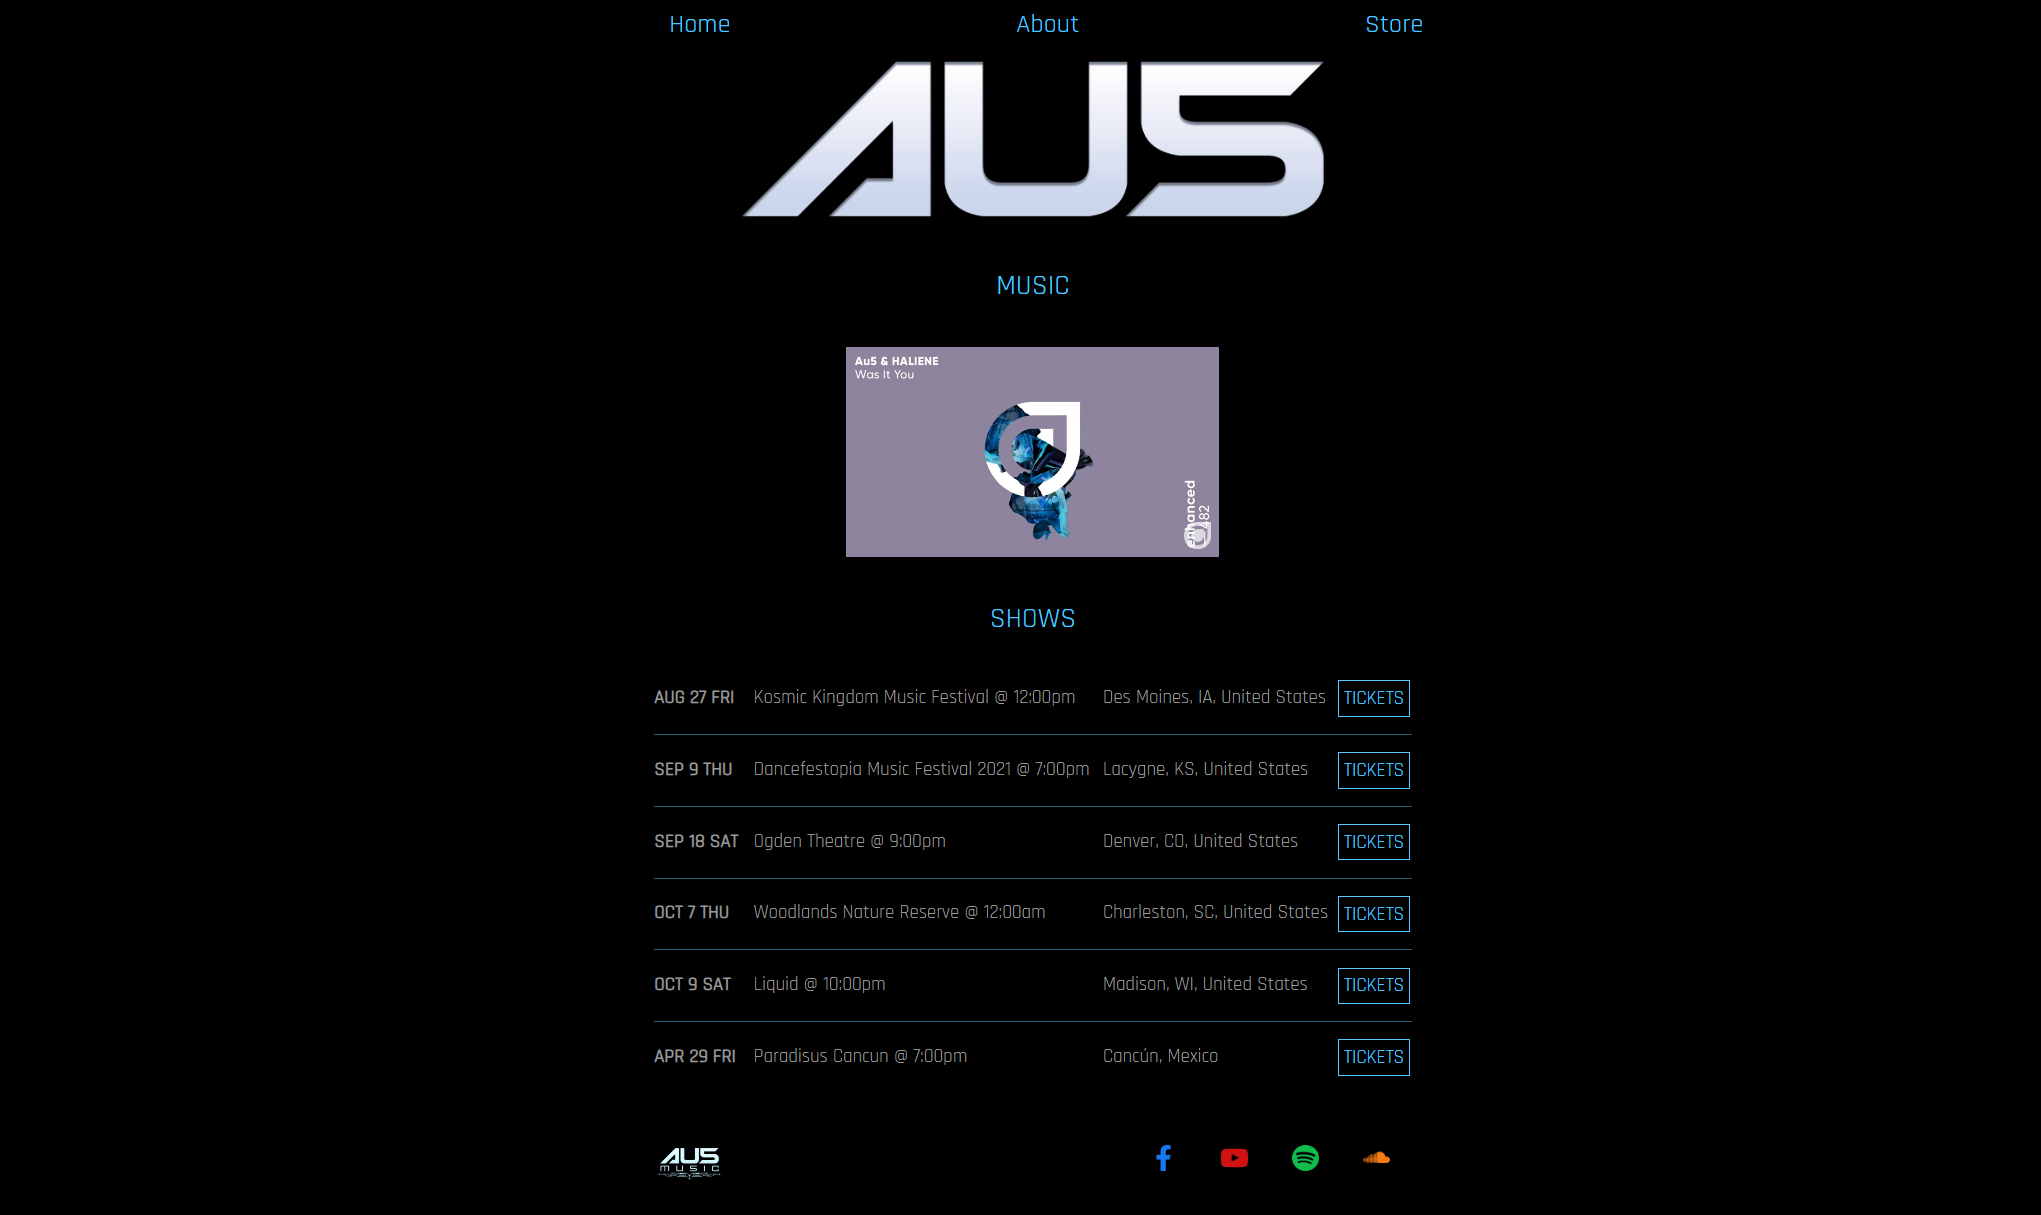 Home About Store
AU5
MUSIC
Au5 & HALIENE
Was It You
enhanced
482
SHOWS
AUG 27 FRI Kosmic Kingdom Music Festival @ 12:00pm Des Moines, IA, United States TICKETS
SEP 9 THU Dancefestopia Music Festival 2021 @ 7:00pm Lacygne, KS, United States TICKETS
SEP 18 SAT Ogden Theatre @ 9:00pm Denver, CO, United States TICKETS
OCT 7 THU Woodlands Nature Reserve @ 12:00am Charleston, SC, United States TICKETS
OCT 9 SAT Liquid @ 10:00pm Madison, WI, United States TICKETS
APR 29 FRI Paradisus Cancun @ 7:00pm Cancún, Mexico TICKETS
AU5
MUSIC